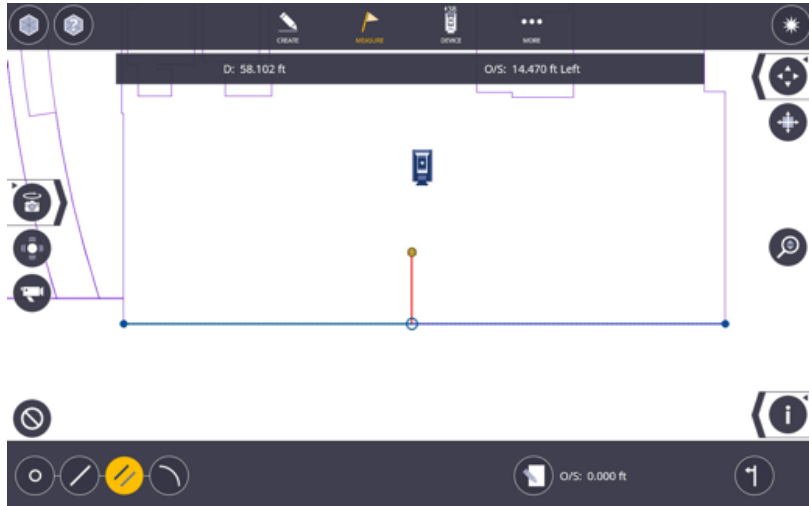 CREATE
MEASURE
DEVICE
MORE
D: 58.102 ft
O/S: 14.470 ft Left
O/S: 0.000 ft